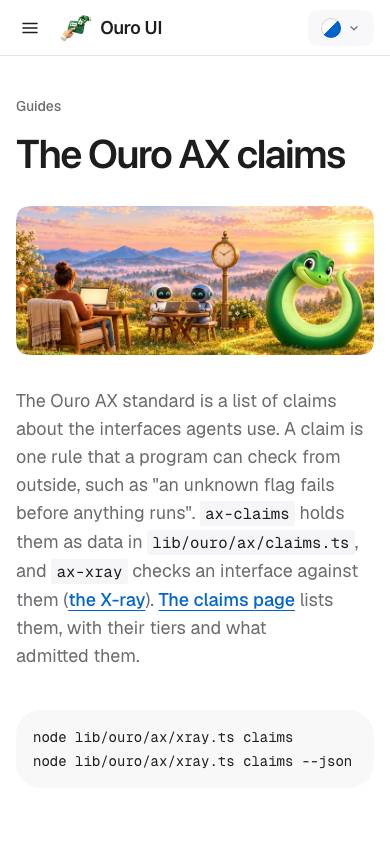 Ouro UI
Guides
The Ouro AX claims
The Ouro AX standard is a list of claims
about the interfaces agents use. A claim is
one rule that a program can check from
outside, such as "an unknown flag fails
before anything runs". ax-claims holds
them as data in lib/ouro/ax/claims.ts,
and ax-xray checks an interface against
them (the X-ray). The claims page lists
them, with their tiers and what
admitted them.
node lib/ouro/ax/xray.ts claims
node lib/ouro/ax/xray.ts claims --json